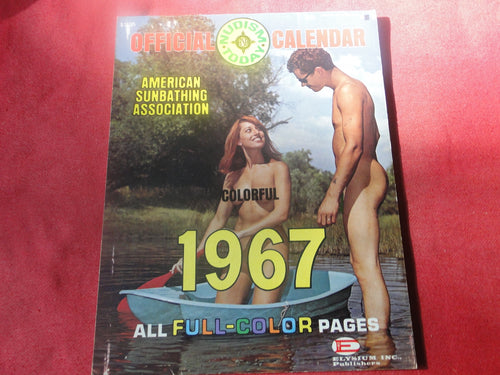 OFFICIAL CALENDAR
NUDISM
TODAY
AMERICAN
SUNBATHING
ASSOCIATION
COLORFUL
1967
ALL FULL-COLOR PAGES
ELYSIUM INC.,
Publishers